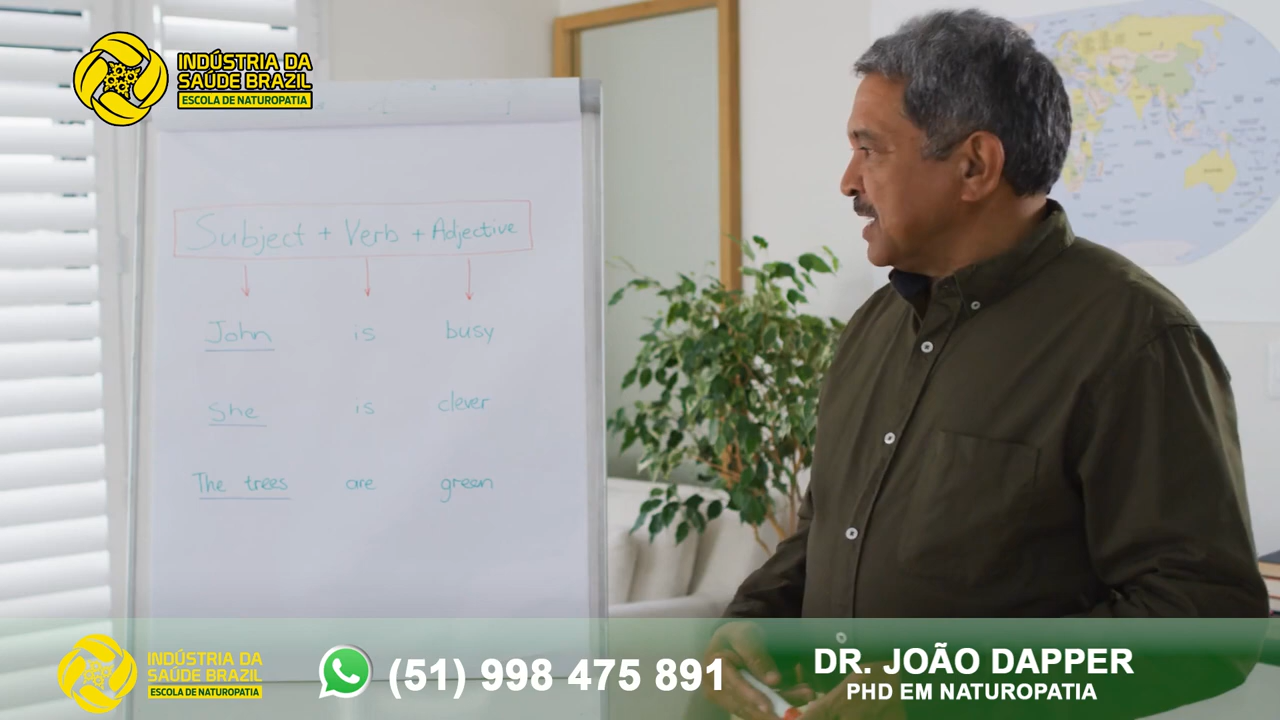 INDÚSTRIA DA
SAÚDE BRAZIL
ESCOLA DE NATUROPATIA
Subject + Verb + Adjective
John is busy
She is clever
The trees are green
INDÚSTRIA DA
SAÚDE BRAZIL
ESCOLA DE NATUROPATIA
(51) 998 475 891
DR. JOÃO DAPPER
PHD EM NATUROPATIA